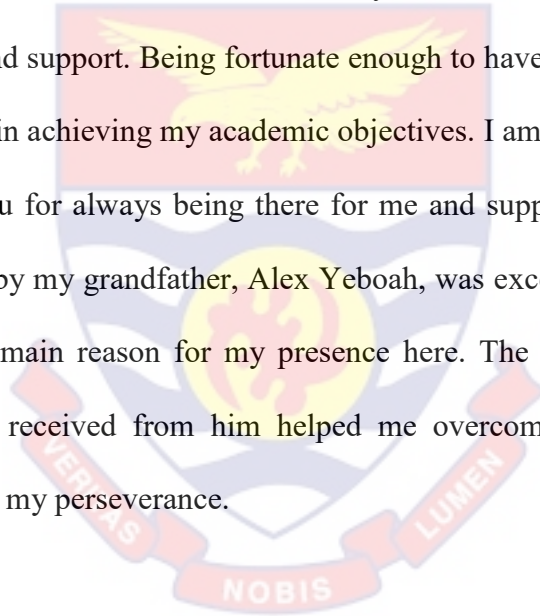 nd support. Being fortunate enough to have
in achieving my academic objectives. I am
u for always being there for me and supp
by my grandfather, Alex Yeboah, was exc
main reason for my presence here. The
received from him helped me overcom
my perseverance.
VERITAS
NOBIS
LUMEN